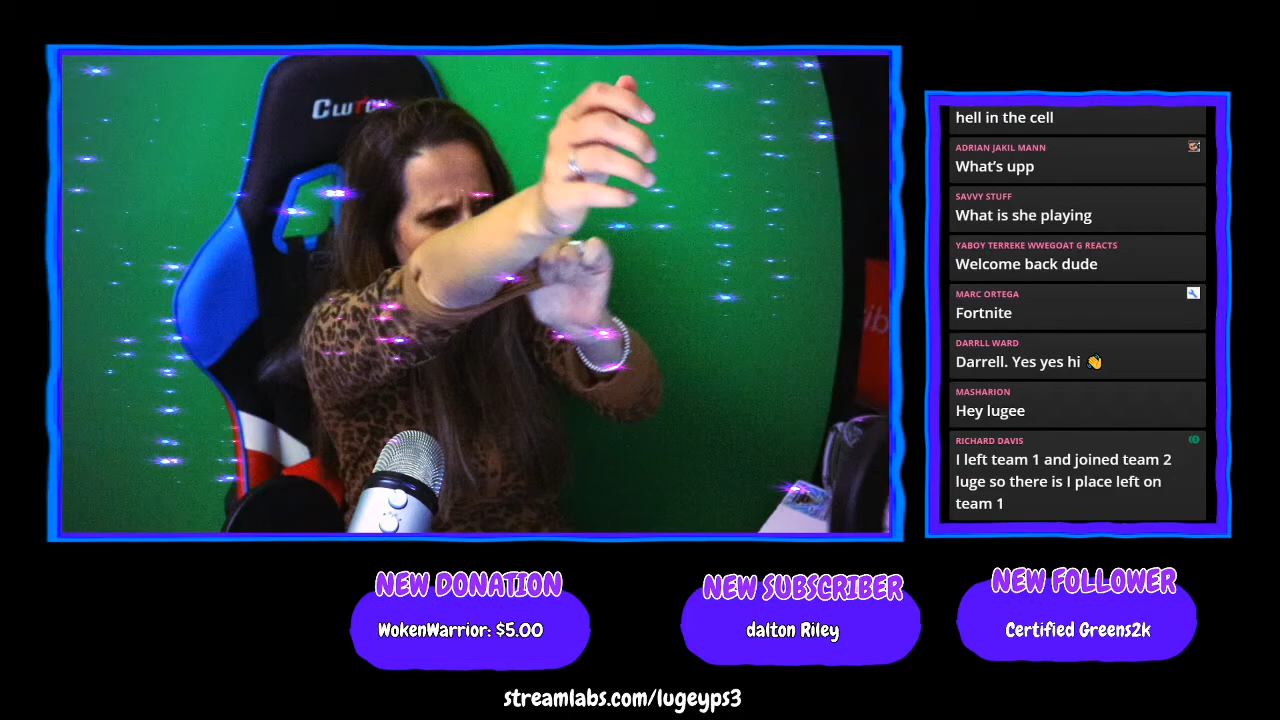 CLUTCH
hell in the cell
ADRIAN JAKIL MANN
What's upp
SAVVY STUFF
What is she playing
YABOY TERREKE WWEGOAT G REACTS
Welcome back dude
MARC ORTEGA
Fortnite
DARRLL WARD
Darrell. Yes yes hi 👋
MASHARION
Hey lugee
RICHARD DAVIS
I left team 1 and joined team 2
luge so there is I place left on
team 1
NEW DONATION
WokenWarrior: $5.00
NEW SUBSCRIBER
dalton Riley
NEW FOLLOWER
Certified Greens2k
streamlabs.com/lugeyps3